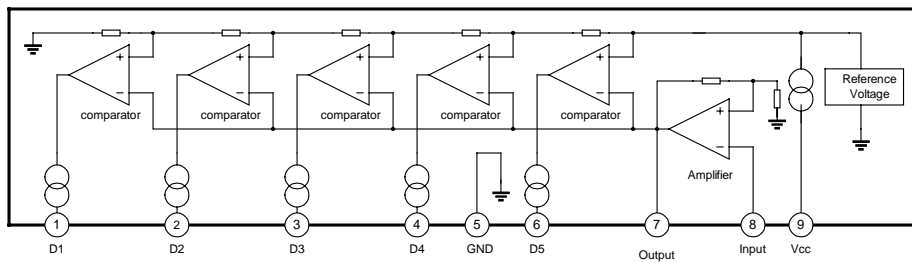 + + + + +
− − − − −
comparator comparator comparator comparator comparator
Reference
Voltage
+
−
Amplifier
1 2 3 4 5 6 7 8 9
D1 D2 D3 D4 GND D5 Output Input Vcc